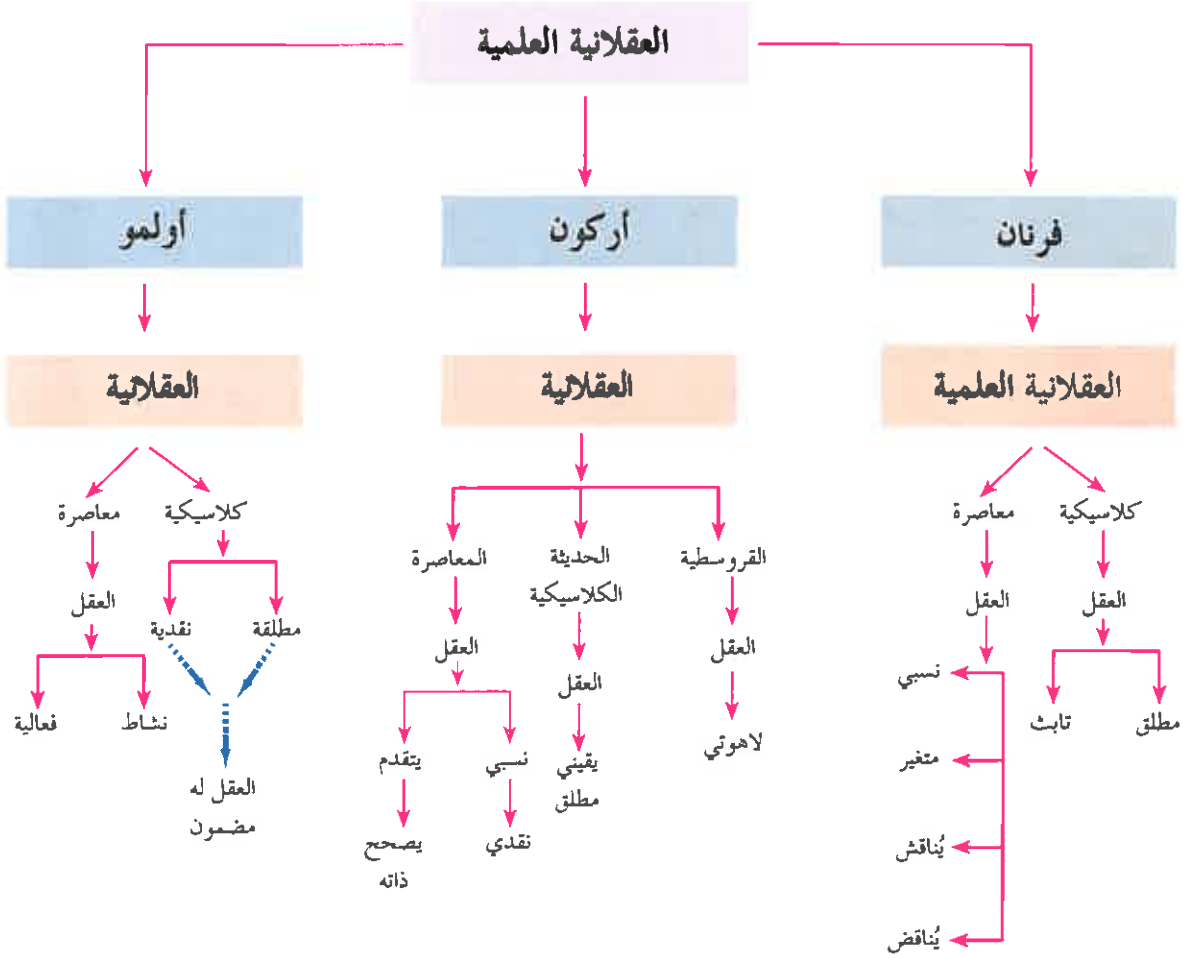 العقلانية العلمية
فرنان
أركون
أولمو
العقلانية العلمية
العقلانية
العقلانية
كلاسيكية
معاصرة
العقل
العقل
مطلق
تابث
نسبي
متغير
يُناقش
يُناقض
القروسطية
الحديثة
الكلاسيكية
المعاصرة
العقل
العقل
العقل
لاهوتي
يقيني
مطلق
نسبي
يتقدم
نقدي
يصحح
ذاته
كلاسيكية
معاصرة
مطلقة
نقدية
العقل
نشاط
فعالية
العقل له
مضمون